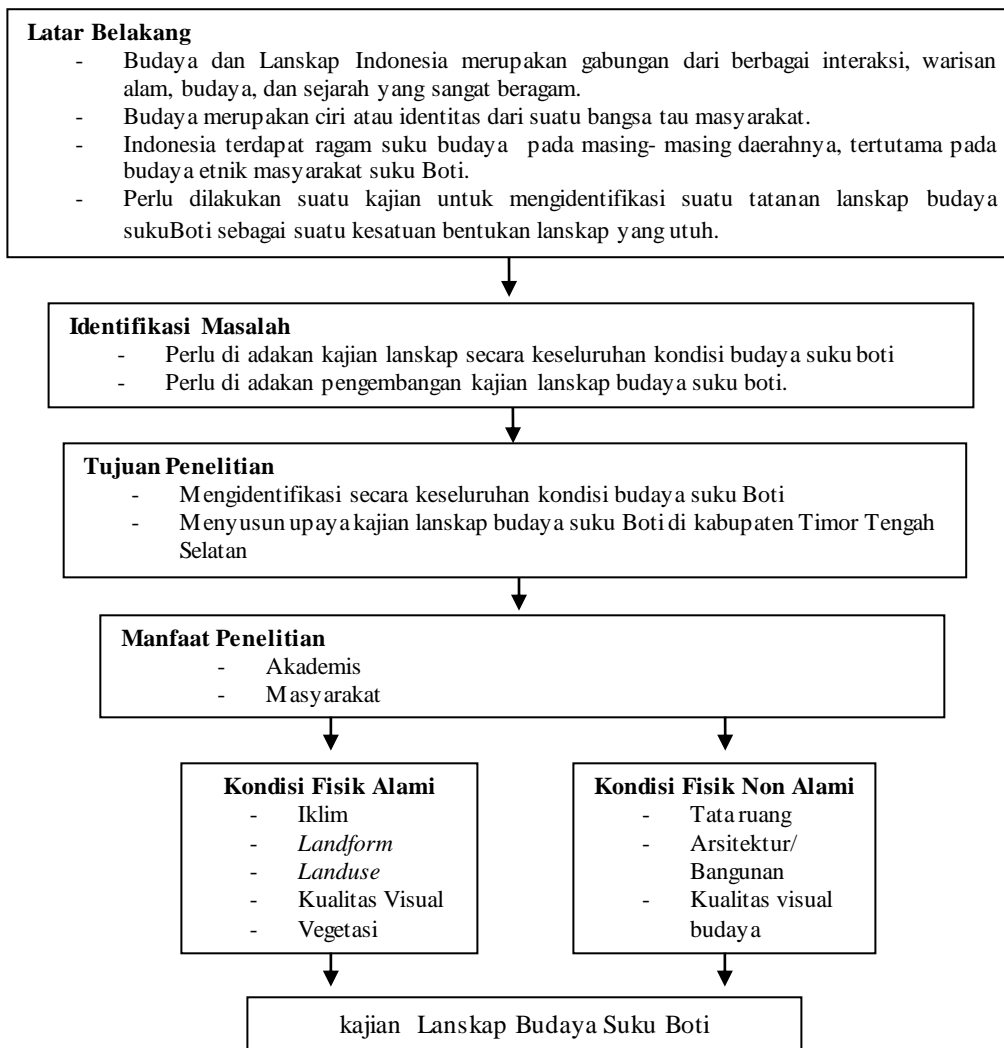 Latar Belakang
- Budaya dan Lanskap Indonesia merupakan gabungan dari berbagai interaksi, warisan
alam, budaya, dan sejarah yang sangat beragam.
- Budaya merupakan ciri atau identitas dari suatu bangsa tau masyarakat.
- Indonesia terdapat ragam suku budaya pada masing- masing daerahnya, tertutama pada
budaya etnik masyarakat suku Boti.
- Perlu dilakukan suatu kajian untuk mengidentifikasi suatu tatanan lanskap budaya
sukuBoti sebagai suatu kesatuan bentukan lanskap yang utuh.
Identifikasi Masalah
- Perlu di adakan kajian lanskap secara keseluruhan kondisi budaya suku boti
- Perlu di adakan pengembangan kajian lanskap budaya suku boti.
Tujuan Penelitian
- Mengidentifikasi secara keseluruhan kondisi budaya suku Boti
- Menyusun upaya kajian lanskap budaya suku Boti di kabupaten Timor Tengah
Selatan
Manfaat Penelitian
- Akademis
- Masyarakat
Kondisi Fisik Alami
- Iklim
- Landform
- Landuse
- Kualitas Visual
- Vegetasi
Kondisi Fisik Non Alami
- Tata ruang
- Arsitektur/
Bangunan
- Kualitas visual
budaya
kajian Lanskap Budaya Suku Boti